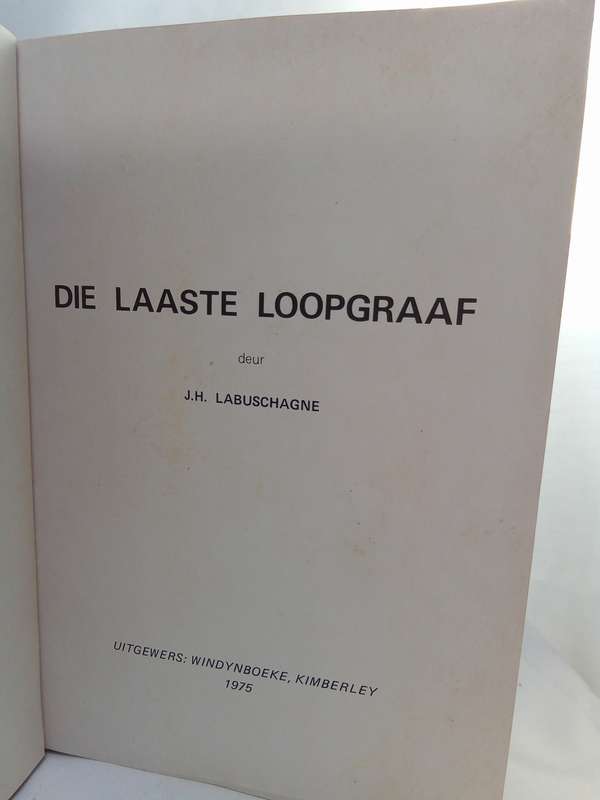 DIE LAASTE LOOPGRAAF
deur
J.H. LABUSCHAGNE
UITGEWERS: WINDYNBOEKE, KIMBERLEY
1975